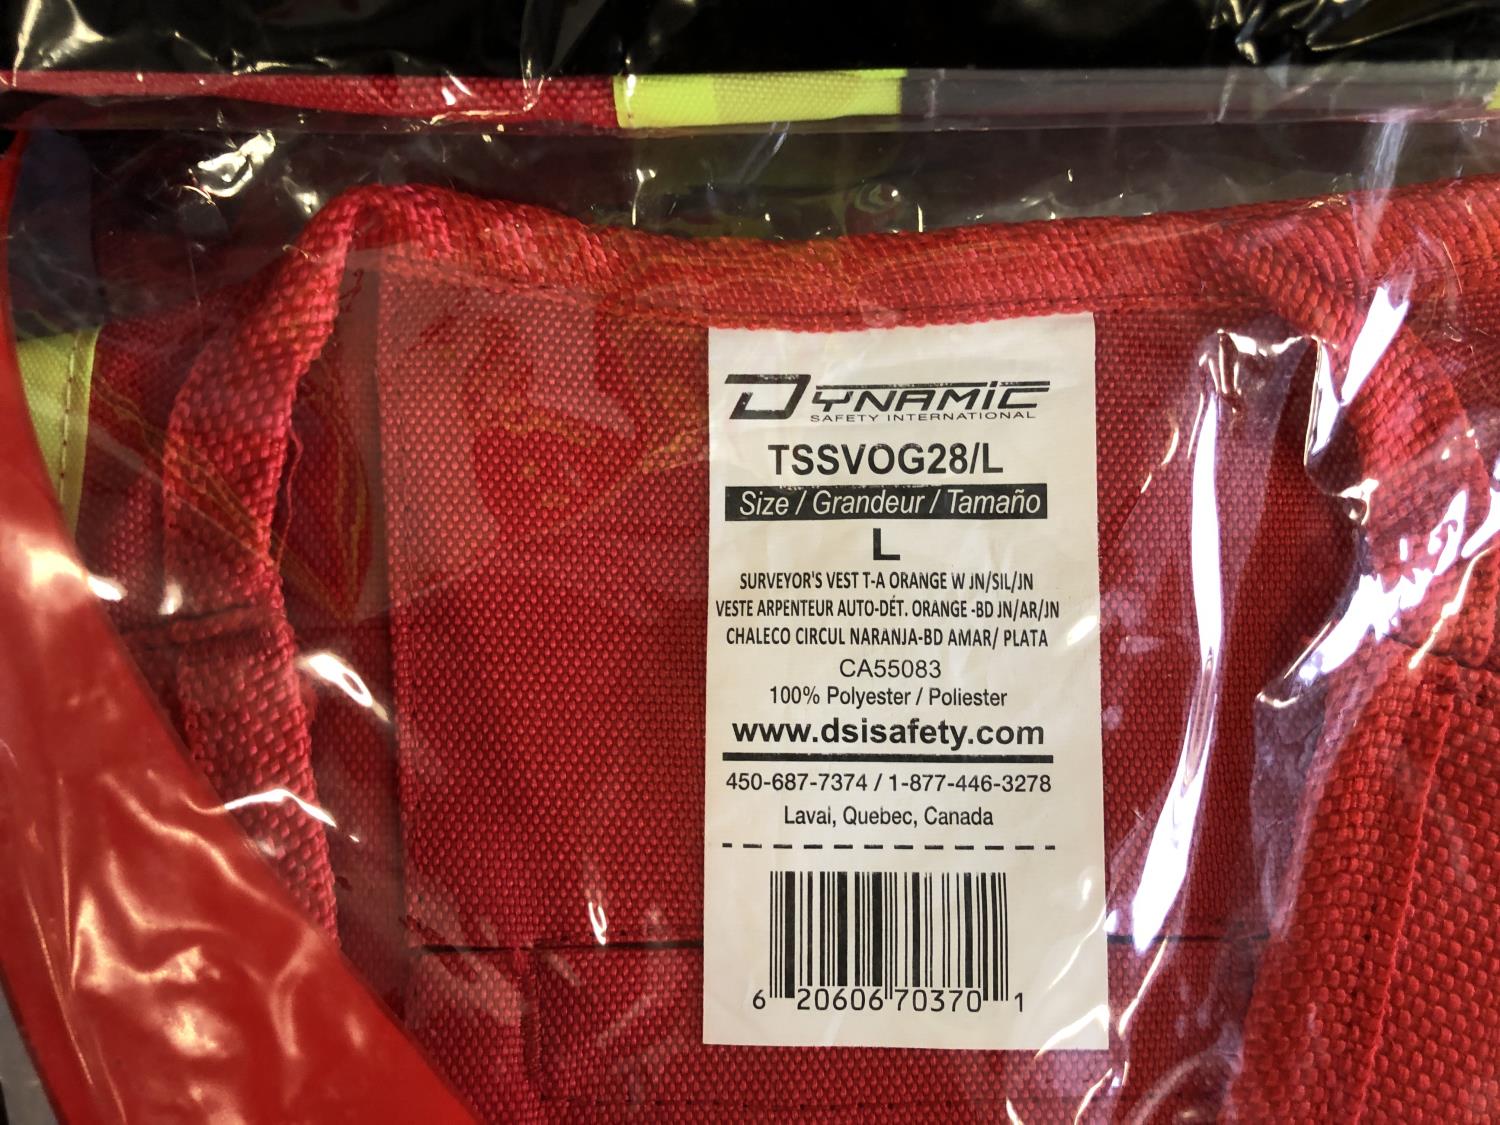 DYNAMIC
SAFETY INTERNATIONAL
TSSVOG28/L
Size / Grandeur / Tamaño
L
SURVEYOR'S VEST T-A ORANGE W JN/SIL/JN
VESTE ARPENTEUR AUTO-DÉT. ORANGE -BD JN/AR/JN
CHALECO CIRCUL NARANJA-BD AMAR/ PLATA
CA55083
100% Polyester / Poliester
www.dsisafety.com
450-687-7374 / 1-877-446-3278
Laval, Quebec, Canada
6 20606 70370 1